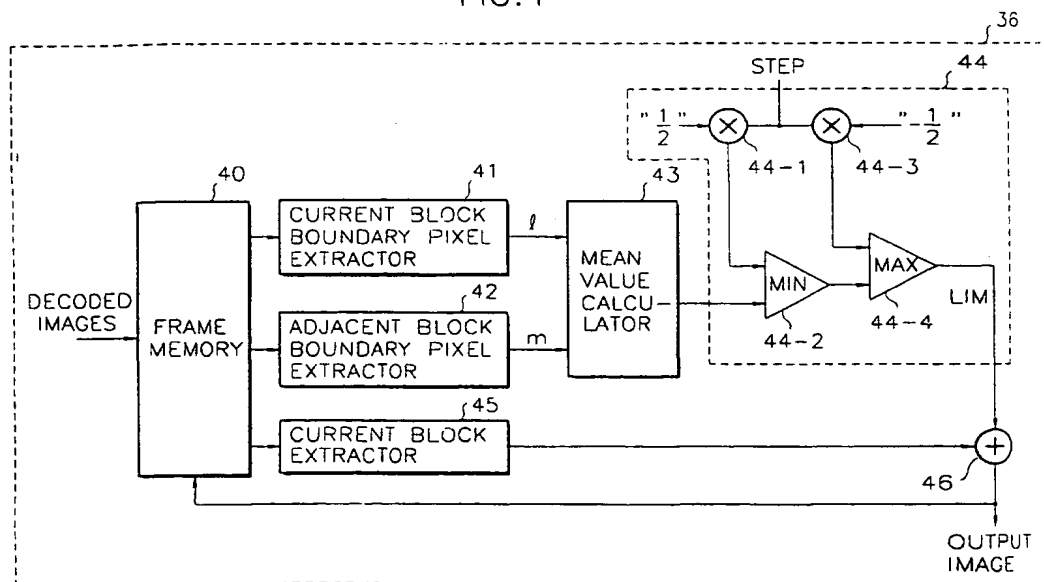 36
STEP
44
" 1/2 "
" - 1/2 "
44-1
44-3
40
41
43
CURRENT BLOCK
BOUNDARY PIXEL
EXTRACTOR
l
MEAN
VALUE
CALCU
LATOR
MIN
MAX
LIM
44-2
44-4
DECODED
IMAGES
FRAME
MEMORY
42
ADJACENT BLOCK
BOUNDARY PIXEL
EXTRACTOR
m
45
CURRENT BLOCK
EXTRACTOR
46
OUTPUT
IMAGE